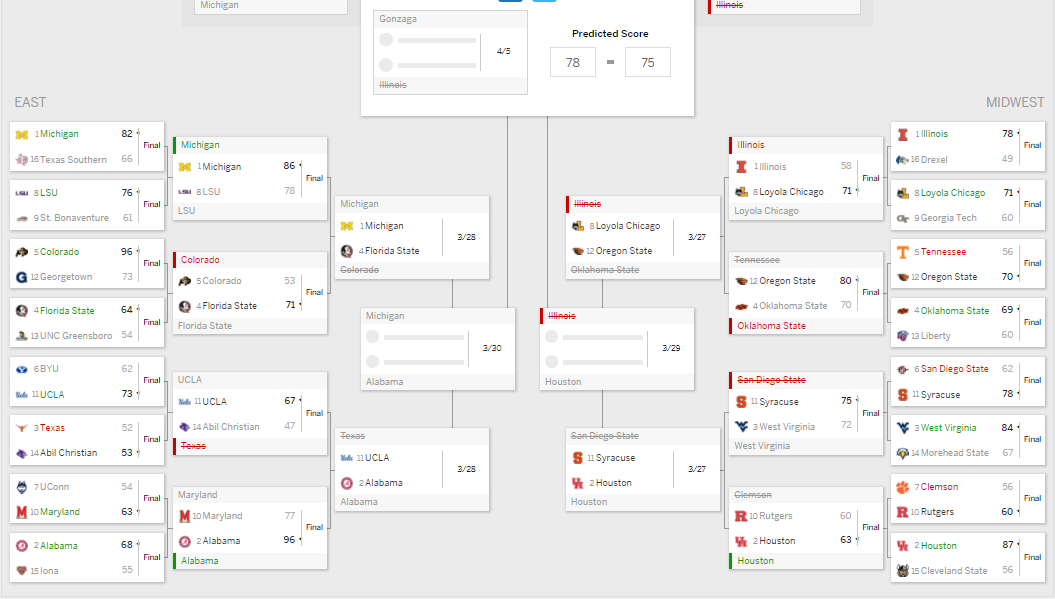 Michigan
Illinois
Gonzaga
4/5
Illinois
Predicted Score
78
75
EAST
MIDWEST
1 Michigan 82
16 Texas Southern 66
Final
8 LSU 76
9 St. Bonaventure 61
Final
5 Colorado 96
12 Georgetown 73
Final
4 Florida State 64
13 UNC Greensboro 54
Final
6 BYU 62
11 UCLA 73
Final
3 Texas 52
14 Abil Christian 53
Final
7 UConn 54
10 Maryland 63
Final
2 Alabama 68
15 Iona 55
Final
Michigan
1 Michigan 86
8 LSU 78
Final
LSU
Colorado
5 Colorado 53
4 Florida State 71
Final
Florida State
UCLA
11 UCLA 67
14 Abil Christian 47
Final
Texas
Maryland
10 Maryland 77
2 Alabama 96
Final
Alabama
Michigan
1 Michigan
4 Florida State
3/28
Colorado
Texas
11 UCLA
2 Alabama
3/28
Alabama
Michigan
3/30
Alabama
Illinois
3/29
Houston
Illinois
8 Loyola Chicago
12 Oregon State
3/27
Oklahoma State
San Diego State
11 Syracuse
2 Houston
3/27
Houston
Illinois
1 Illinois 58
8 Loyola Chicago 71
Final
Loyola Chicago
Tennessee
12 Oregon State 80
4 Oklahoma State 70
Final
Oklahoma State
San Diego State
11 Syracuse 75
3 West Virginia 72
Final
West Virginia
Clemson
10 Rutgers 60
2 Houston 63
Final
Houston
1 Illinois 78
16 Drexel 49
Final
8 Loyola Chicago 71
9 Georgia Tech 60
Final
5 Tennessee 56
12 Oregon State 70
Final
4 Oklahoma State 69
13 Liberty 60
Final
6 San Diego State 62
11 Syracuse 78
Final
3 West Virginia 84
14 Morehead State 67
Final
7 Clemson 56
10 Rutgers 60
Final
2 Houston 87
15 Cleveland State 56
Final